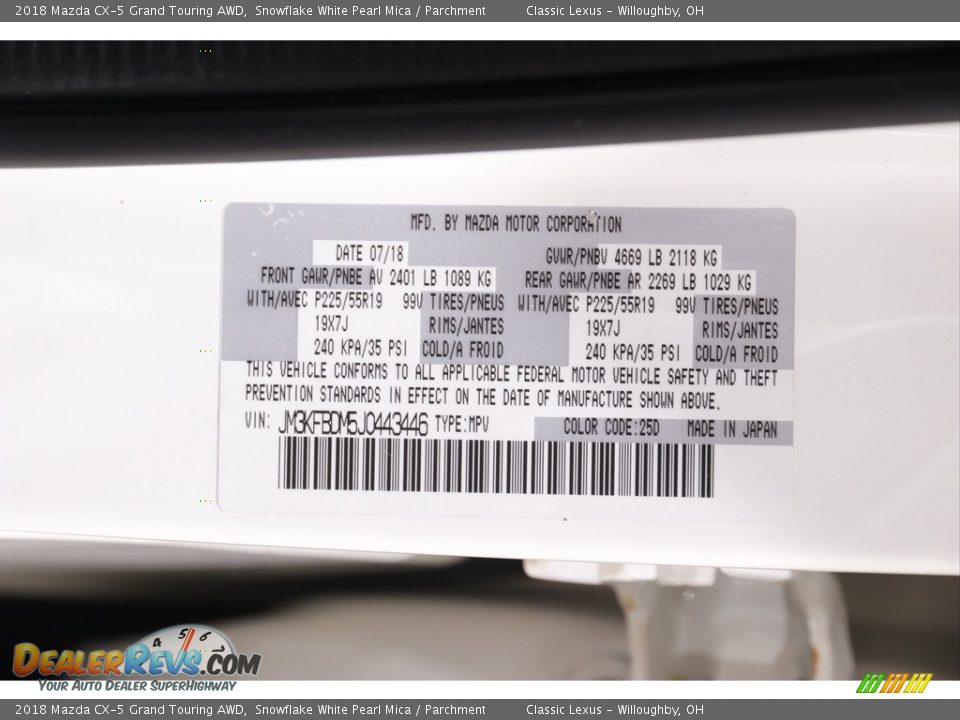 2018 Mazda CX-5 Grand Touring AWD, Snowflake White Pearl Mica / Parchment Classic Lexus - Willoughby, OH
MFD. BY MAZDA MOTOR CORPORATION
DATE 07/18 GVWR/PNBV 4669 LB 2118 KG
FRONT GAWR/PNBE AV 2401 LB 1089 KG REAR GAWR/PNBE AR 2269 LB 1029 KG
WITH/AVEC P225/55R19 99V TIRES/PNEUS WITH/AVEC P225/55R19 99V TIRES/PNEUS
19X7J RIMS/JANTES 19X7J RIMS/JANTES
240 KPA/35 PSI COLD/A FROID 240 KPA/35 PSI COLD/A FROID
THIS VEHICLE CONFORMS TO ALL APPLICABLE FEDERAL MOTOR VEHICLE SAFETY AND THEFT
PREVENTION STANDARDS IN EFFECT ON THE DATE OF MANUFACTURE SHOWN ABOVE.
VIN: JM3KFBDM5J0443446 TYPE:MPV COLOR CODE:25D MADE IN JAPAN
4 5 6 7
DEALERREVS.COM
YOUR AUTO DEALER SUPERHIGHWAY
2018 Mazda CX-5 Grand Touring AWD, Snowflake White Pearl Mica / Parchment Classic Lexus - Willoughby, OH